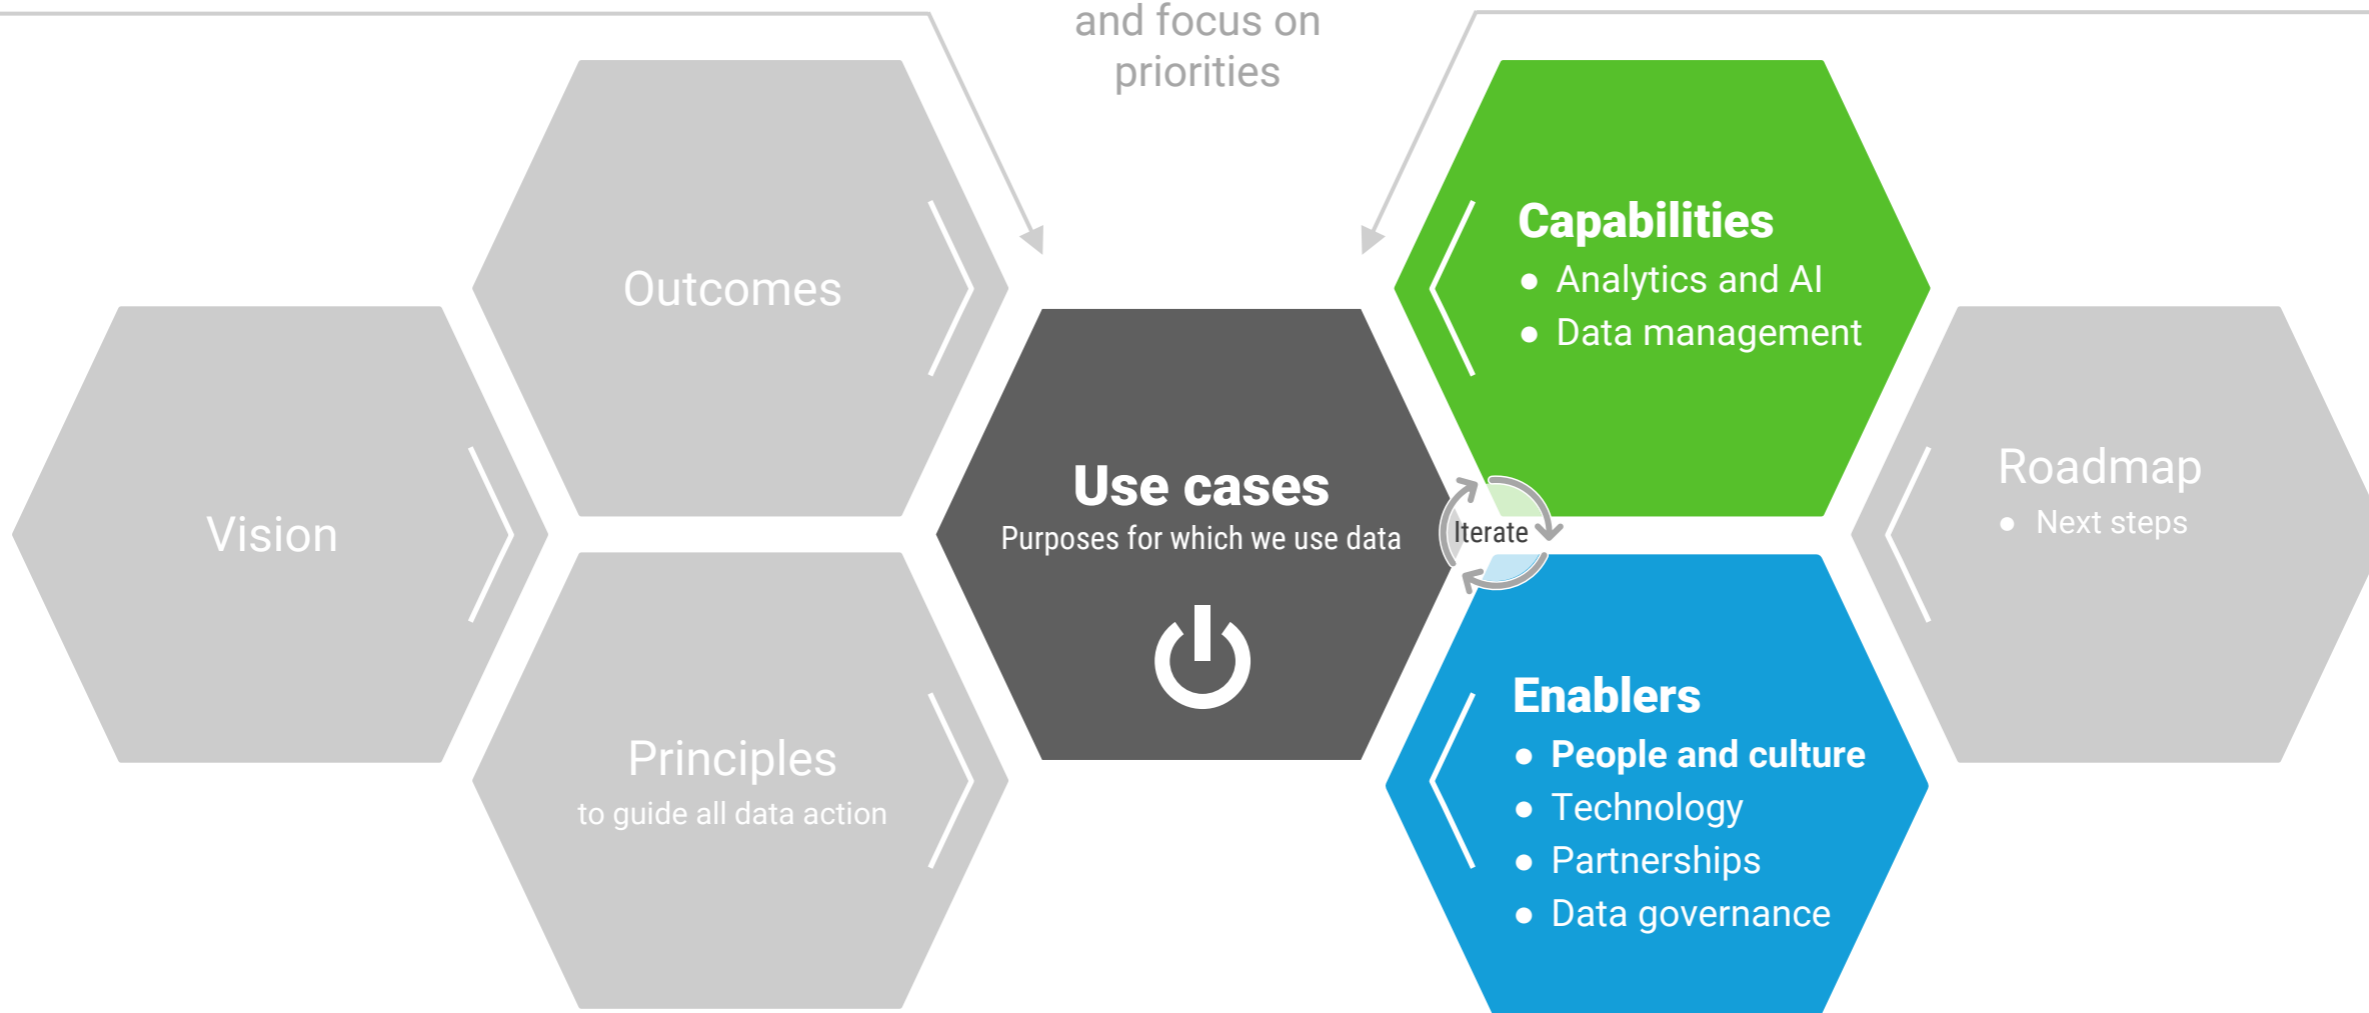 and focus on
priorities
Vision
Outcomes
Principles
to guide all data action
Use cases
Purposes for which we use data
Iterate
Capabilities
● Analytics and AI
● Data management
Enablers
● People and culture
● Technology
● Partnerships
● Data governance
Roadmap
● Next steps